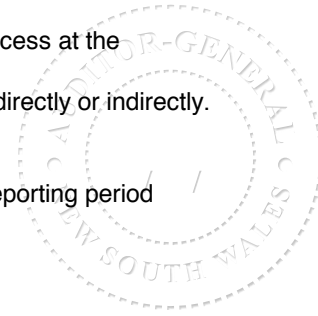 cess at the
directly or indirectly.
eporting period
AUDITOR-GENERAL
/ /
NEW SOUTH WALES